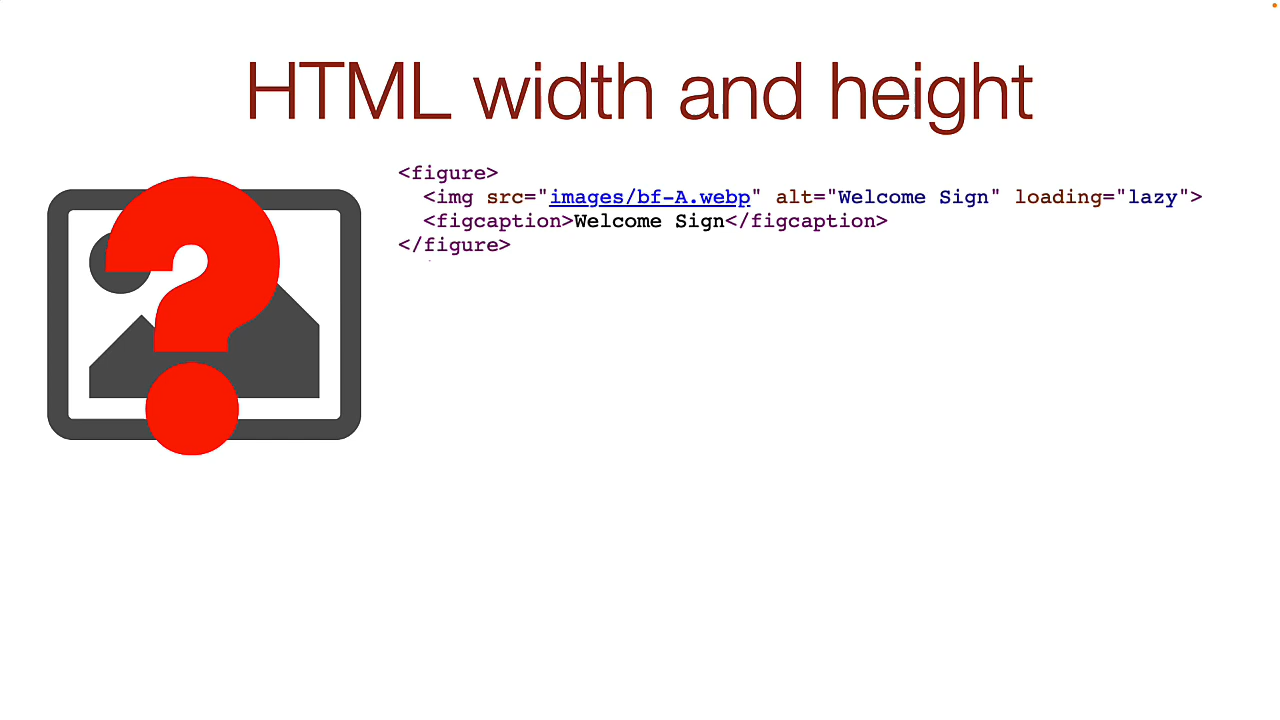 HTML width and height
<figure>
<img src="images/bf-A.webp" alt="Welcome Sign" loading="lazy">
<figcaption>Welcome Sign</figcaption>
</figure>
?